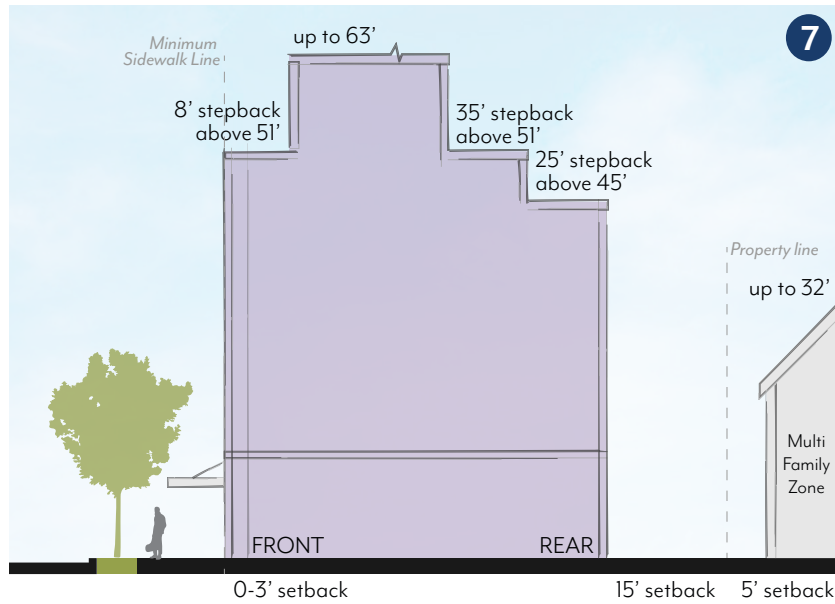 7
up to 63’
Minimum
Sidewalk Line
8’ stepback
above 51’
35’ stepback
above 51’
25’ stepback
above 45’
Property line
up to 32’
Multi
Family
Zone
FRONT
REAR
0-3’ setback
15’ setback
5’ setback